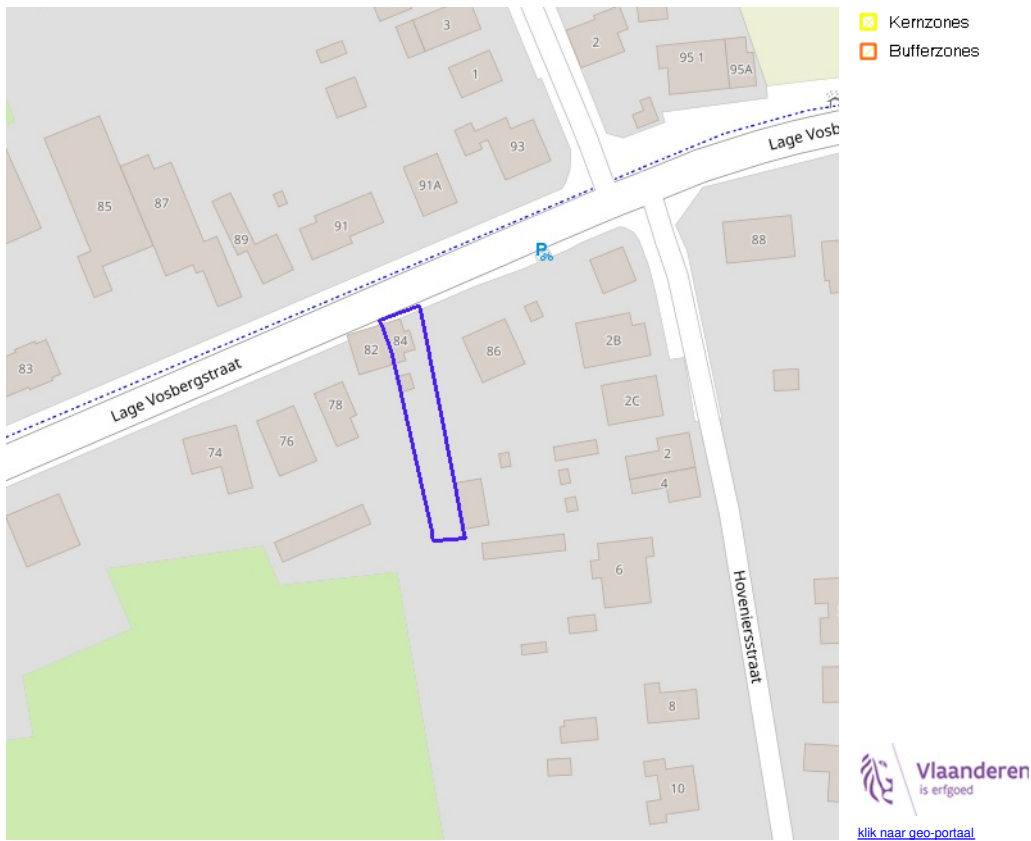 Kernzones
Bufferzones
3
2
95 1
95A
1
93
Lage Vosb
91A
85
87
89
91
88
P
84
82
86
2B
83
Lage Vosbergstraat
78
2C
76
74
2
4
6
Hoveniersstraat
8
10
Vlaanderen
is erfgoed
klik naar geo-portaal